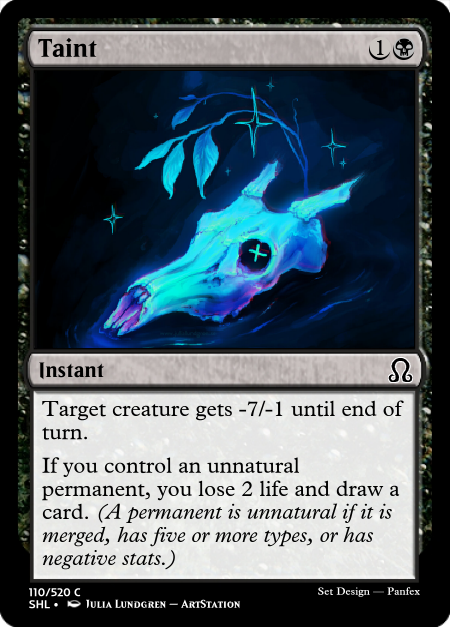 Taint 1
Instant
Target creature gets -7/-1 until end of
turn.
If you control an unnatural
permanent, you lose 2 life and draw a
card. (A permanent is unnatural if it is
merged, has five or more types, or has
negative stats.)
110/520 C Set Design — Panfex
SHL • Julia Lundgren — ArtStation